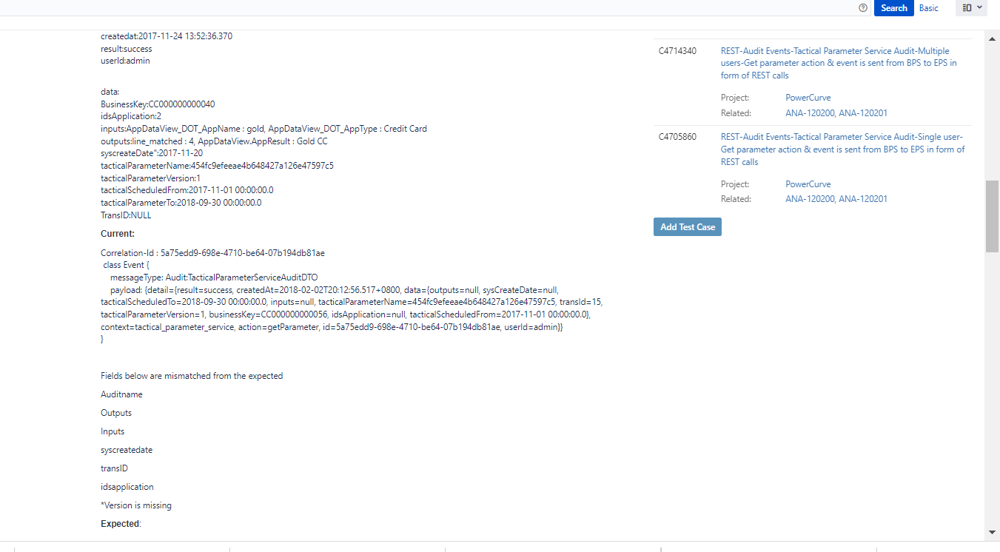 Search Basic
createdat:2017-11-24 13:52:36.370
result:success
userId:admin
data:
BusinessKey:CC000000000040
idsApplication:2
inputs:AppDataView_DOT_AppName : gold, AppDataView_DOT_AppType : Credit Card
outputs:line_matched : 4, AppDataView.AppResult : Gold CC
syscreateDate":2017-11-20
tacticalParameterName:454fc9efeeae4b648427a126e47597c5
tacticalParameterVersion:1
tacticalScheduledFrom:2017-11-01 00:00:00.0
tacticalParameterTo:2018-09-30 00:00:00.0
TransID:NULL
Current:
Correlation-Id : 5a75edd9-698e-4710-be64-07b194db81ae
class Event {
messageType: Audit:TacticalParameterServiceAuditDTO
payload: {detail={result=success, createdAt=2018-02-02T20:12:56.517+0800, data={outputs=null, sysCreateDate=null,
tacticalScheduledTo=2018-09-30 00:00:00.0, inputs=null, tacticalParameterName=454fc9efeeae4b648427a126e47597c5, transId=15,
tacticalParameterVersion=1, businessKey=CC000000000056, idsApplication=null, tacticalScheduledFrom=2017-11-01 00:00:00.0},
context=tactical_parameter_service, action=getParameter, id=5a75edd9-698e-4710-be64-07b194db81ae, userId=admin}}
}
Fields below are mismatched from the expected
Auditname
Outputs
Inputs
syscreatedate
transID
idsapplication
*Version is missing
Expected:
C4714340 REST-Audit Events-Tactical Parameter Service Audit-Multiple
users-Get parameter action & event is sent from BPS to EPS in
form of REST calls
Project: PowerCurve
Related: ANA-120200, ANA-120201
C4705860 REST-Audit Events-Tactical Parameter Service Audit-Single user-
Get parameter action & event is sent from BPS to EPS in form of
REST calls
Project: PowerCurve
Related: ANA-120200, ANA-120201
Add Test Case